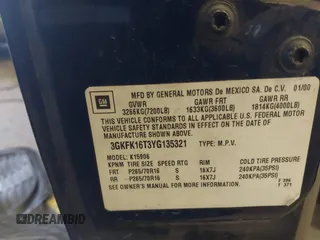 MFD BY GENERAL MOTORS De MEXICO SA. De C.V. 01/00
GM
GVWR GAWR FRT GAWR RR
3266KG(7200LB) 1633KG(3600LB) 1814KG(4000LB)
THIS VEHICLE CONFORMS TO ALL APPLICABLE U.S. FEDERAL MOTOR
VEHICLE SAFETY STANDARDS IN EFFECT ON THE DATE OF
MANUFACTURE SHOWN ABOVE.
3GKFK16T3YG135321 TYPE: M.P.V.
MODEL: K15906
KPNM TIRE SIZE SPEED RTG RIM COLD TIRE PRESSURE
FRT P265/70R16 S 16X7J 240KPA(35PSI)
RR P265/70R16 S 16X7J 240KPA(35PSI)
SEE OWNER'S MANUAL FOR MORE INFORMATION.
F 396
T 371
DREAMBID